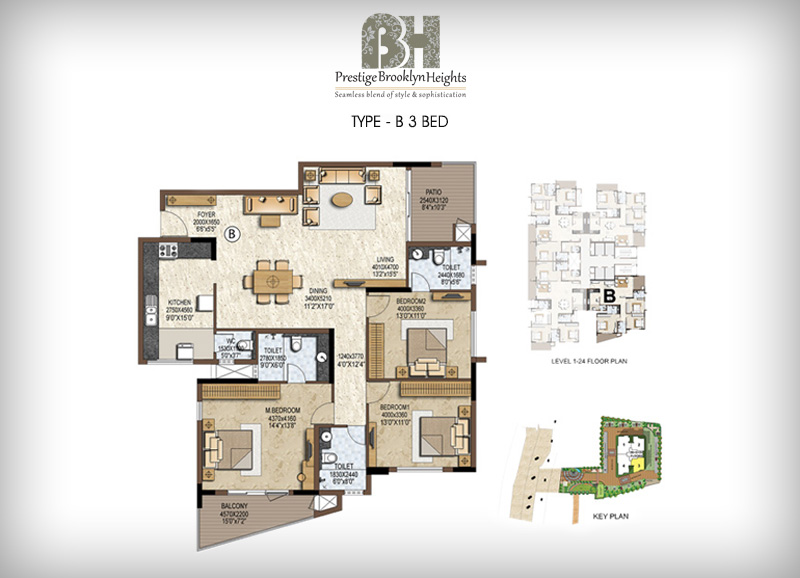 BH
Prestige Brooklyn Heights
Seamless blend of style & sophistication
TYPE - B 3 BED
FOYER
2000X1650
6'6"x5'5"
B
PATIO
2540X3120
8'4"x10'3"
LIVING
4010X4700
13'2"x15'5"
TOILET
2440X1680
8'0"x5'6"
DINING
3400X5210
11'2"X17'0"
KITCHEN
2750X4560
9'0"X15'0"
BEDROOM2
4000X3360
13'0"X11'0"
WC
5'0"x3'7"
TOILET
2780X1850
9'0"X6'0"
1240X3770
4'0"X12'4"
M.BEDROOM
4370x4160
14'4"x13'8"
BEDROOM1
4000x3360
13'0"X11'0"
TOILET
1830X2440
6'0"x8'0"
BALCONY
4570X2200
15'0"x7'2"
B
LEVEL 1-24 FLOOR PLAN
KEY PLAN